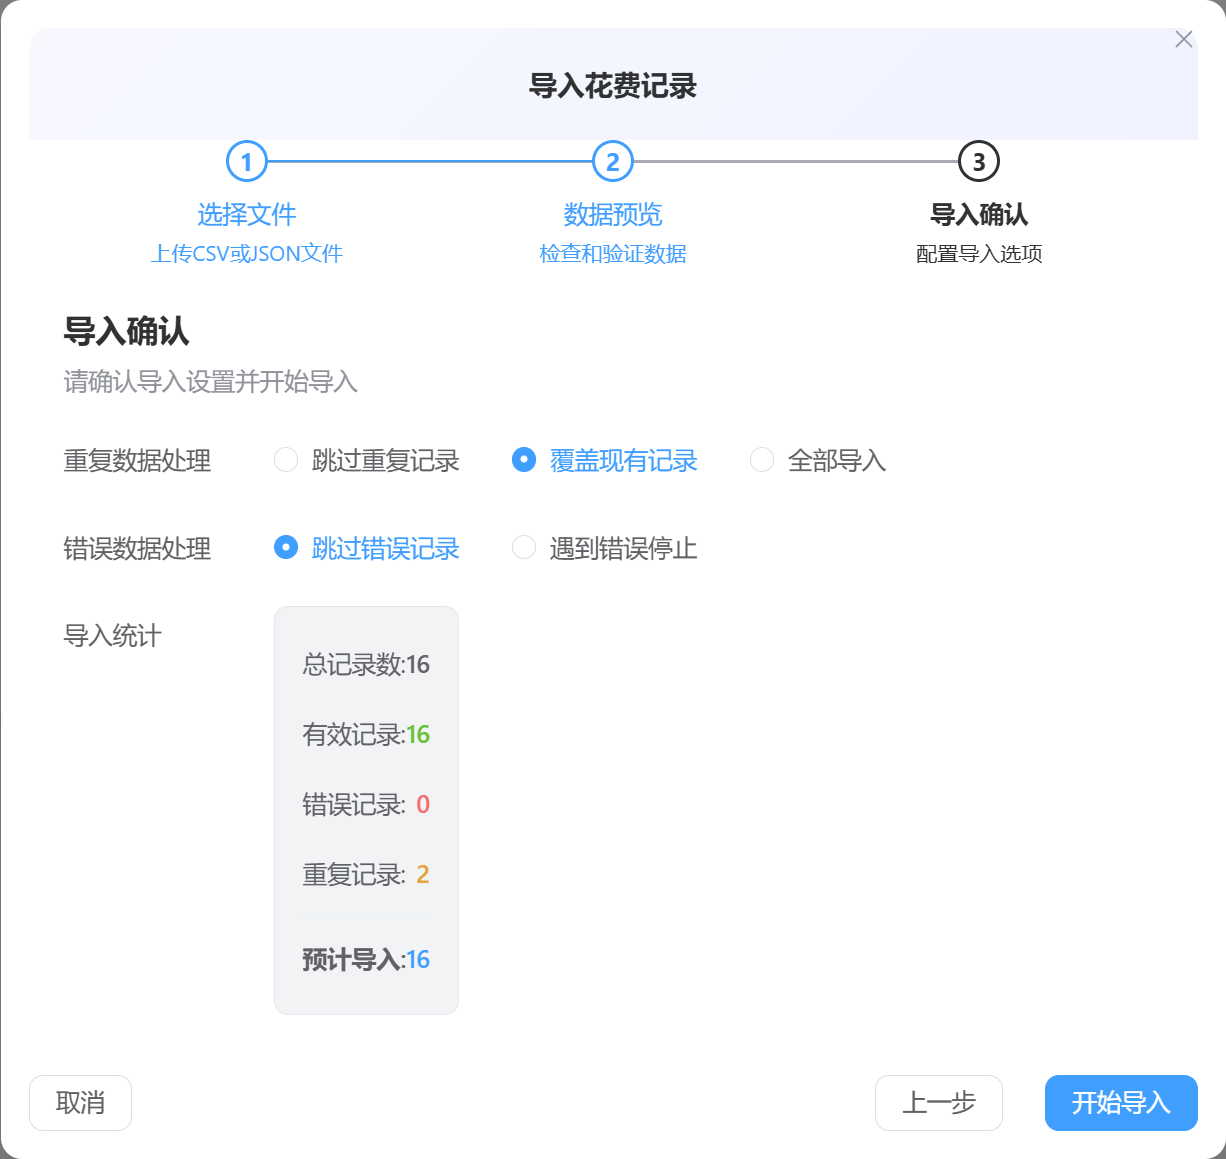 导入花费记录
1
2
3
选择文件
数据预览
导入确认
上传CSV或JSON文件
检查和验证数据
配置导入选项
导入确认
请确认导入设置并开始导入
重复数据处理 跳过重复记录 覆盖现有记录 全部导入
错误数据处理 跳过错误记录 遇到错误停止
导入统计
总记录数:16
有效记录:16
错误记录: 0
重复记录: 2
预计导入:16
取消 上一步 开始导入